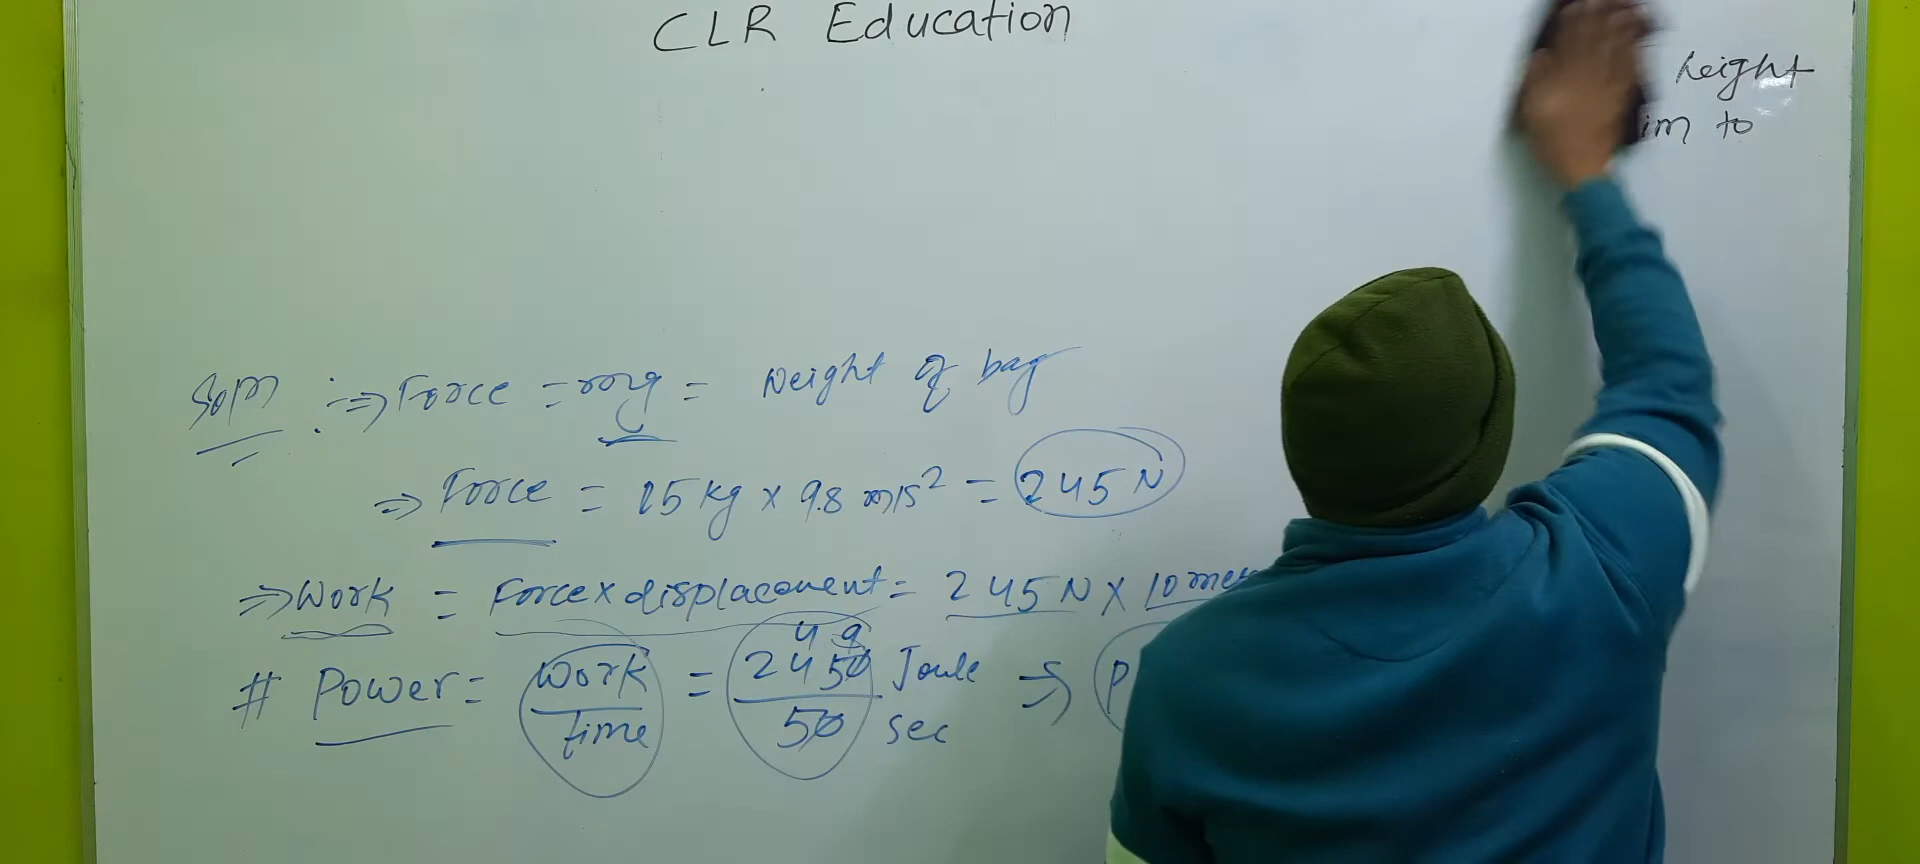 CLR Education
height
im to
Soln :⇒ Force = mg = Weight of bag
⇒ Force = 25 kg × 9.8 m/s² = 245 N
⇒ Work = Force × displacement = 245 N × 10 me
# Power = Work/time = 2450/50 Joule/sec ⇒ P
49